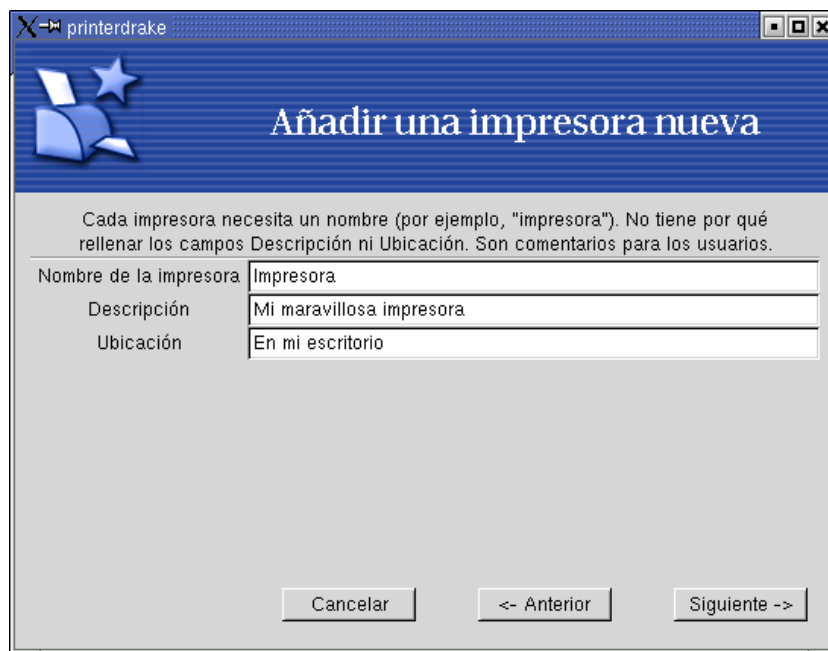 printerdrake
Añadir una impresora nueva
Cada impresora necesita un nombre (por ejemplo, "impresora"). No tiene por qué
rellenar los campos Descripción ni Ubicación. Son comentarios para los usuarios.
Nombre de la impresora Impresora
Descripción Mi maravillosa impresora
Ubicación En mi escritorio
Cancelar <- Anterior Siguiente ->